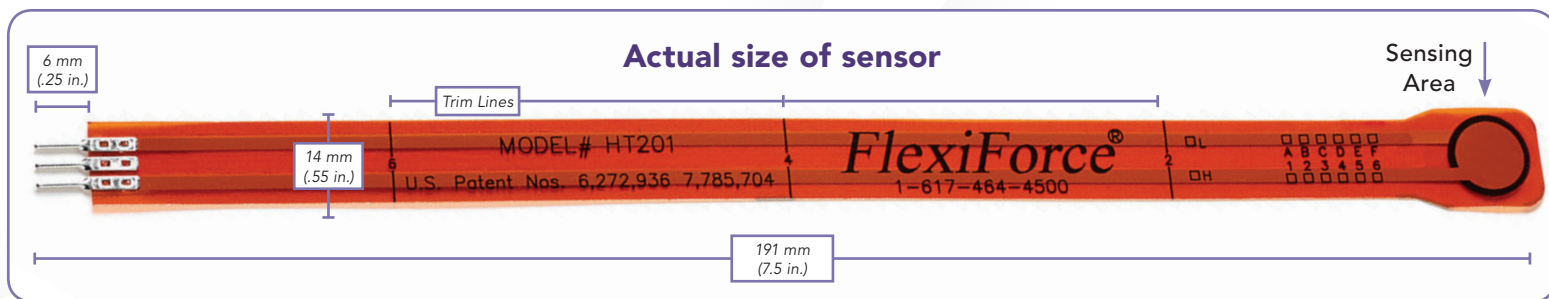 Actual size of sensor
6 mm
(.25 in.)
Trim Lines
Sensing
Area
14 mm
(.55 in.)
6
MODEL# HT201
U.S. Patent Nos. 6,272,936 7,785,704
4
FlexiForce®
1-617-464-4500
2
L
H
A B C D E F
1 2 3 4 5 6
191 mm
(7.5 in.)